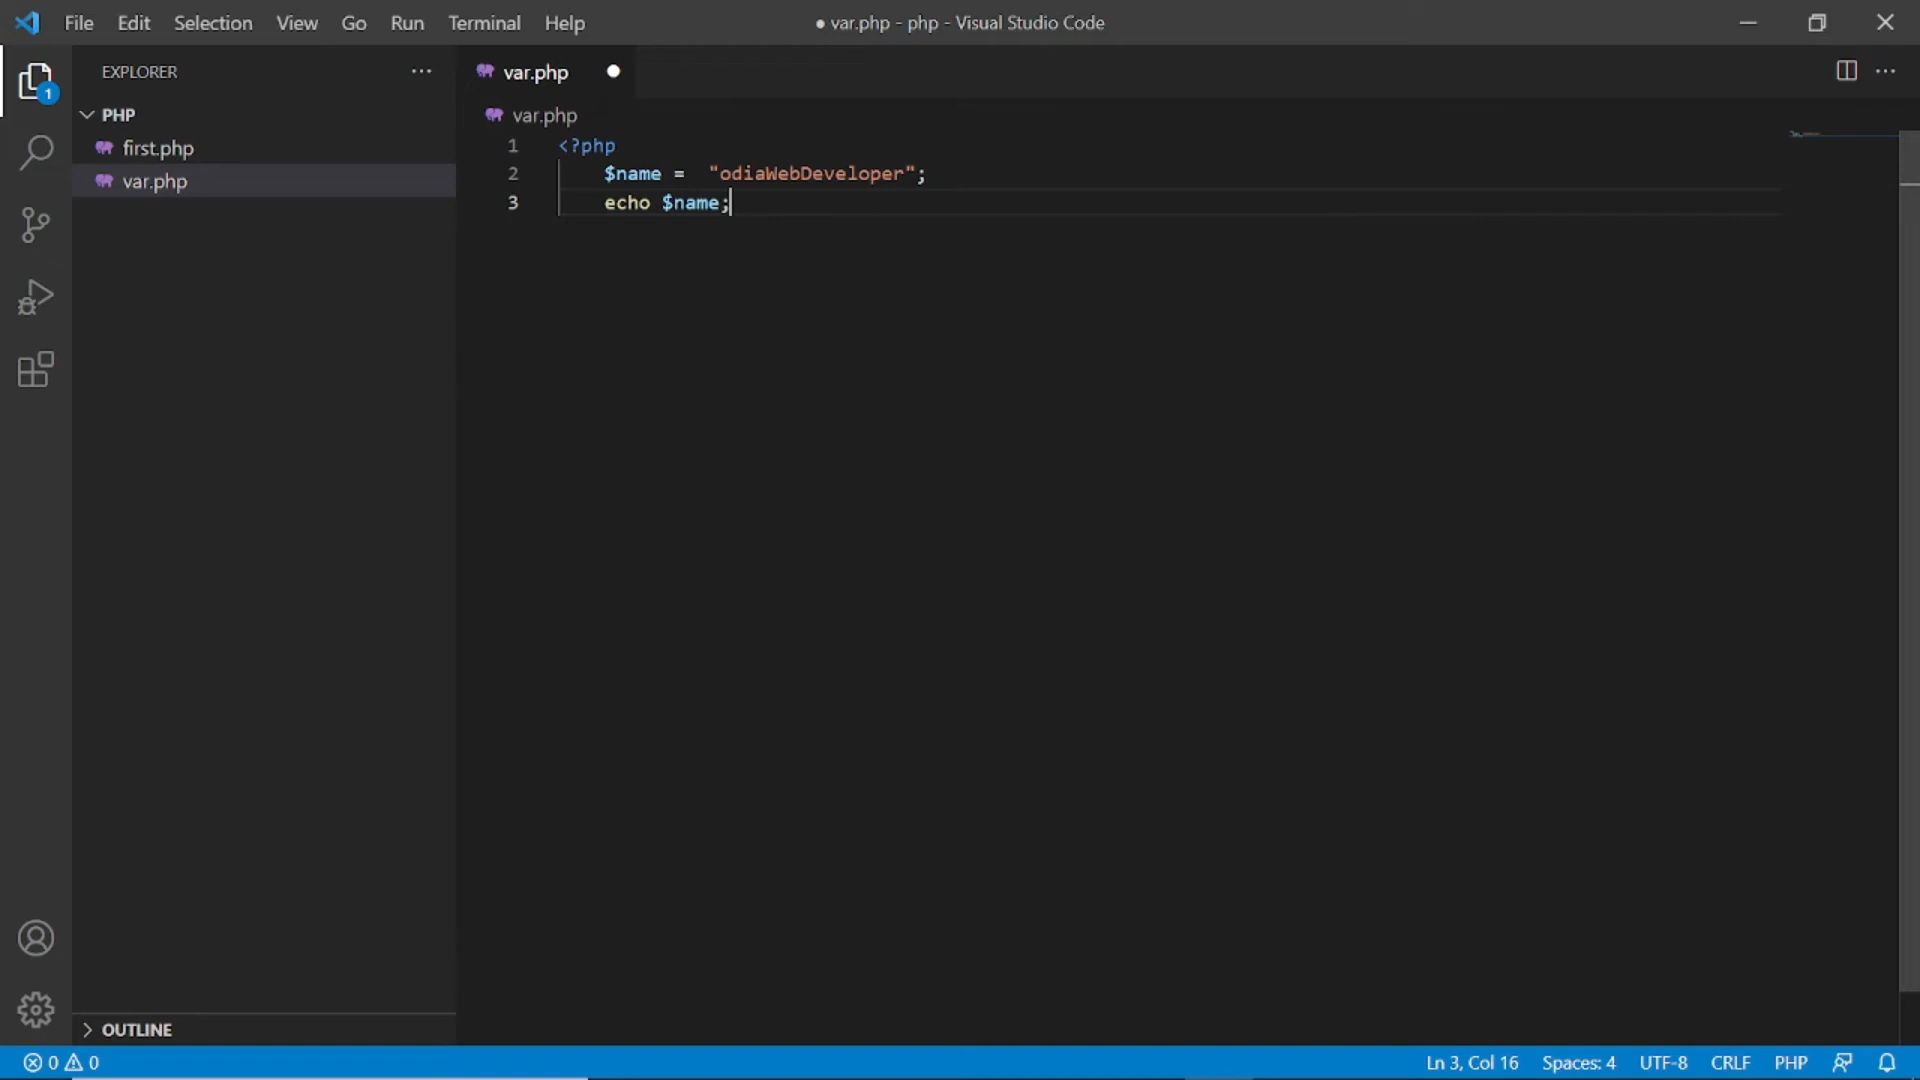 File Edit Selection View Go Run Terminal Help ● var.php - php - Visual Studio Code
EXPLORER
1
PHP
first.php
var.php
var.php
var.php
1 <?php
2 $name =  "odiaWebDeveloper";
3 echo $name;
OUTLINE
0 0 Ln 3, Col 16 Spaces: 4 UTF-8 CRLF PHP